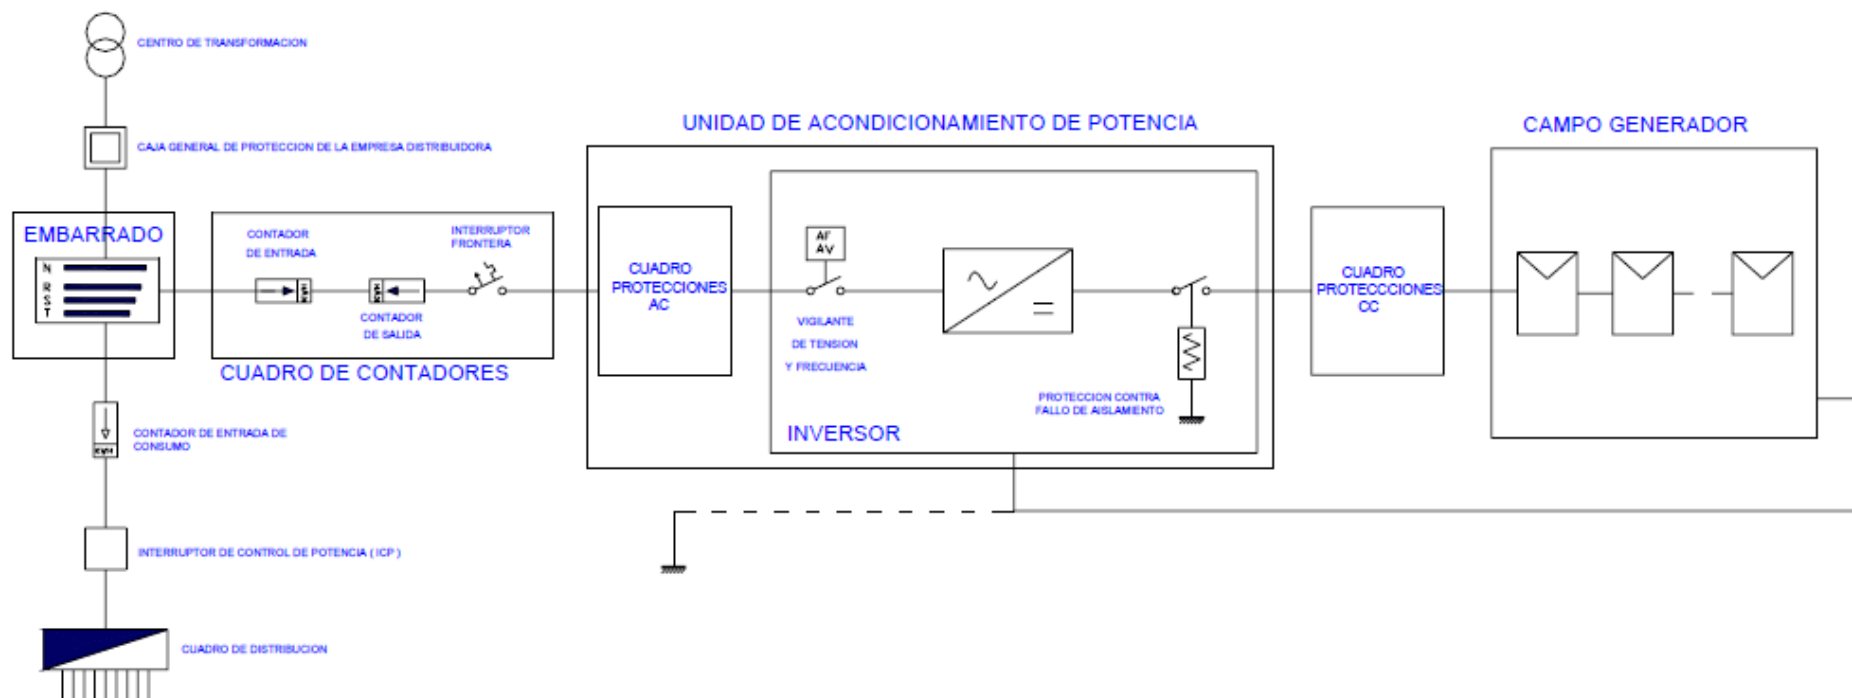 CENTRO DE TRANSFORMACION
CAJA GENERAL DE PROTECCION DE LA EMPRESA DISTRIBUIDORA
UNIDAD DE ACONDICIONAMIENTO DE POTENCIA
CAMPO GENERADOR
EMBARRADO
N
R
S
T
CONTADOR
DE ENTRADA
INTERRUPTOR
FRONTERA
KWH
KWH
CONTADOR
DE SALIDA
CUADRO DE CONTADORES
CUADRO
PROTECCIONES
AC
AF
AV
VIGILANTE
DE TENSION
Y FRECUENCIA
PROTECCION CONTRA
FALLO DE AISLAMIENTO
INVERSOR
CUADRO
PROTECCCIONES
CC
KWH
CONTADOR DE ENTRADA DE
CONSUMO
INTERRUPTOR DE CONTROL DE POTENCIA ( ICP )
CUADRO DE DISTRIBUCION